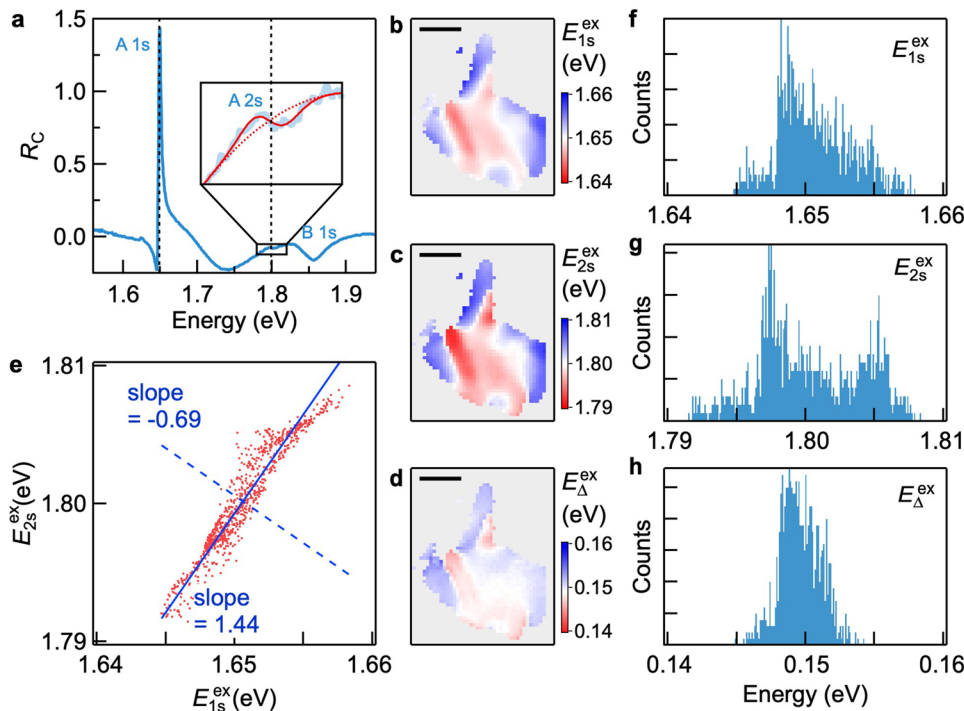 a
1.5
1.0
0.5
0.0
R_C
A 1s
A 2s
B 1s
1.6 1.7 1.8 1.9
Energy (eV)
b
E_1s^ex
(eV)
1.66
1.65
1.64
c
E_2s^ex
(eV)
1.81
1.80
1.79
d
E_Δ^ex
(eV)
0.16
0.15
0.14
e
1.81
1.80
1.79
E_2s^ex(eV)
slope
= -0.69
slope
= 1.44
1.64 1.65 1.66
E_1s^ex(eV)
f
E_1s^ex
Counts
1.64 1.65 1.66
g
E_2s^ex
Counts
1.79 1.80 1.81
h
E_Δ^ex
Counts
0.14 0.15 0.16
Energy (eV)